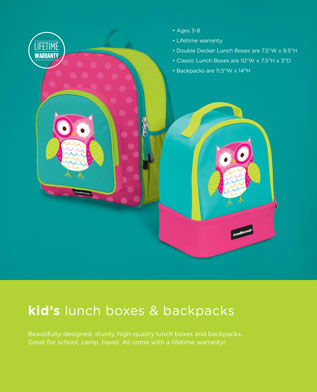 • Ages 3-8
• Lifetime warranty
• Double Decker Lunch Boxes are 7.5"W x 9.5"H
• Classic Lunch Boxes are 10"W x 7.5"H x 3"D
• Backpacks are 11.5"W x 14"H
LIFETIME
WARRANTY
kid's lunch boxes & backpacks
Beautifully-designed, sturdy, high-quality lunch boxes and backpacks.
Great for school, camp, travel. All come with a lifetime warranty!